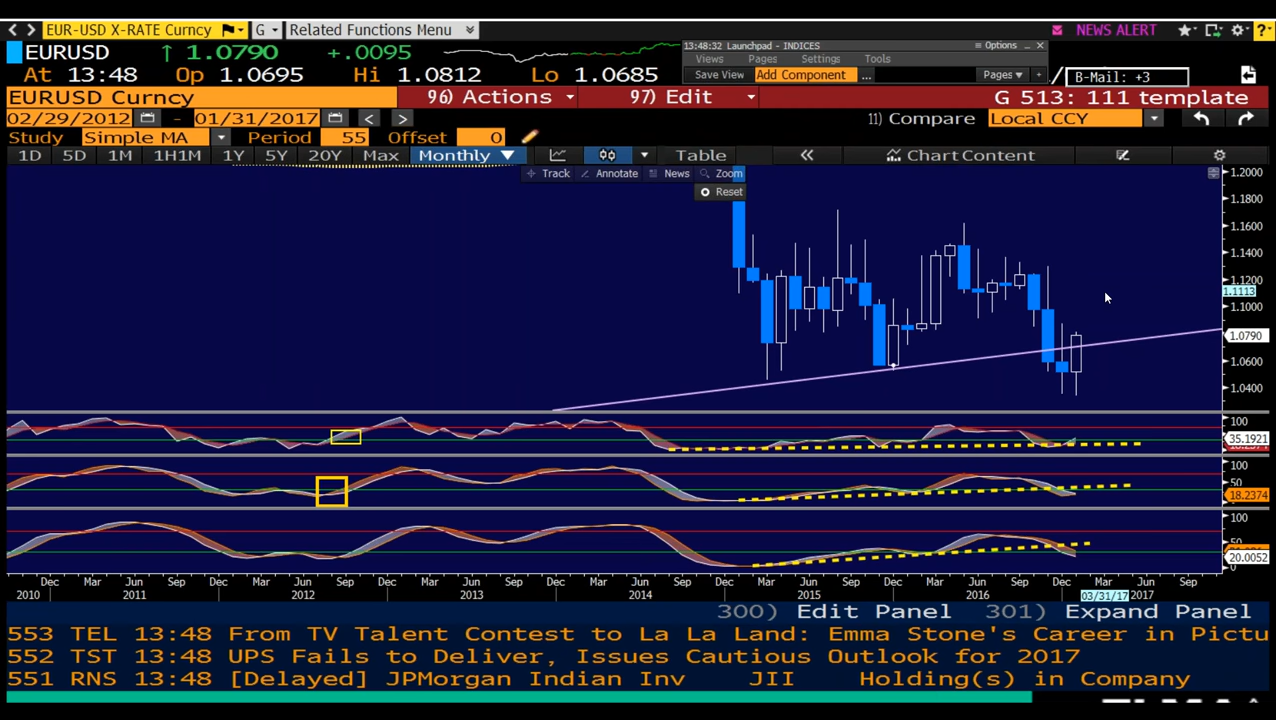 EUR-USD X-RATE Curncy G Related Functions Menu NEWS ALERT
EURUSD ↑ 1.0790 +.0095
13:48:32 Launchpad - INDICES Options
Views Pages Settings Tools
Save View Add Component ... Pages +
At 13:48 Op 1.0695 Hi 1.0812 Lo 1.0685
B-Mail: +3
EURUSD Curncy 96) Actions 97) Edit G 513: 111 template
02/29/2012 - 01/31/2017 < > 11) Compare Local CCY
Study Simple MA Period 55 Offset 0
1D 5D 1M 1H1M 1Y 5Y 20Y Max Monthly Table Chart Content
Track Annotate News Zoom
Reset
1.2000
1.1800
1.1600
1.1400
1.1200
1.1113
1.1000
1.0790
1.0600
1.0400
100
35.1921
100
50
18.2374
100
50
20.0052
0
Dec Mar Jun Sep Dec Mar Jun Sep Dec Mar Jun Sep Dec Mar Jun Sep Dec Mar Jun Sep Dec Mar Jun Sep Dec Mar Jun Sep
2010 2011 2012 2013 2014 2015 2016 03/31/17 2017
300) Edit Panel 301) Expand Panel
553 TEL 13:48 From TV Talent Contest to La La Land: Emma Stone's Career in Pictu
552 TST 13:48 UPS Fails to Deliver, Issues Cautious Outlook for 2017
551 RNS 13:48 [Delayed] JPMorgan Indian Inv JII Holding(s) in Company